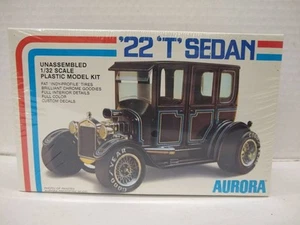 '22 'T' SEDAN
UNASSEMBLED
1/32 SCALE
PLASTIC MODEL KIT
FAT "HIGH-PROFILE" TIRES
BRILLIANT CHROME GOODIES
FULL INTERIOR DETAILS
FULL COLOR
CUSTOM DECALS
GOODYEAR
AURORA